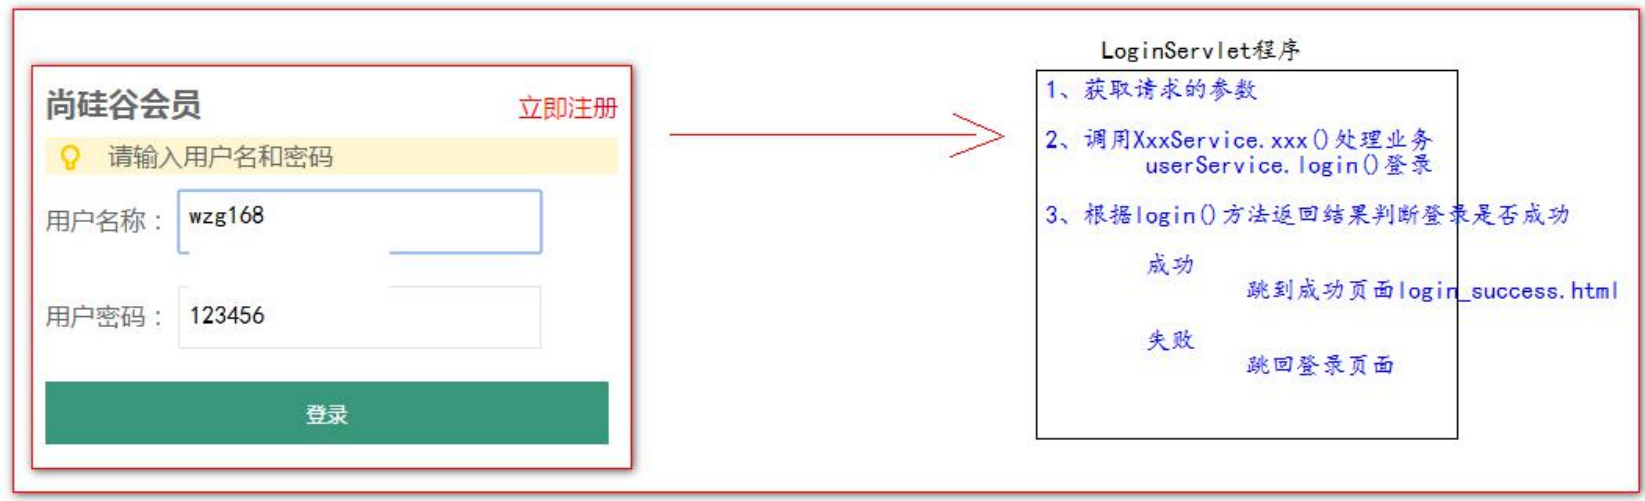 尚硅谷会员
立即注册
请输入用户名和密码
用户名称：
wzg168
用户密码：
123456
登录
LoginServlet程序
1、获取请求的参数
2、调用XxxService.xxx()处理业务
userService.login()登录
3、根据login()方法返回结果判断登录是否成功
成功
跳到成功页面login_success.html
失败
跳回登录页面